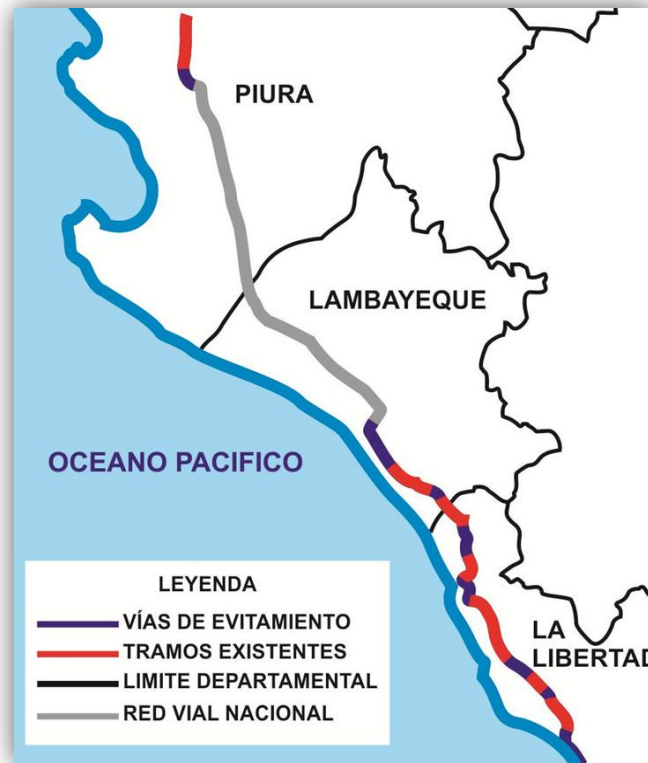 PIURA
LAMBAYEQUE
OCEANO PACIFICO
LA
LIBERTAD
LEYENDA
VÍAS DE EVITAMIENTO
TRAMOS EXISTENTES
LIMITE DEPARTAMENTAL
RED VIAL NACIONAL